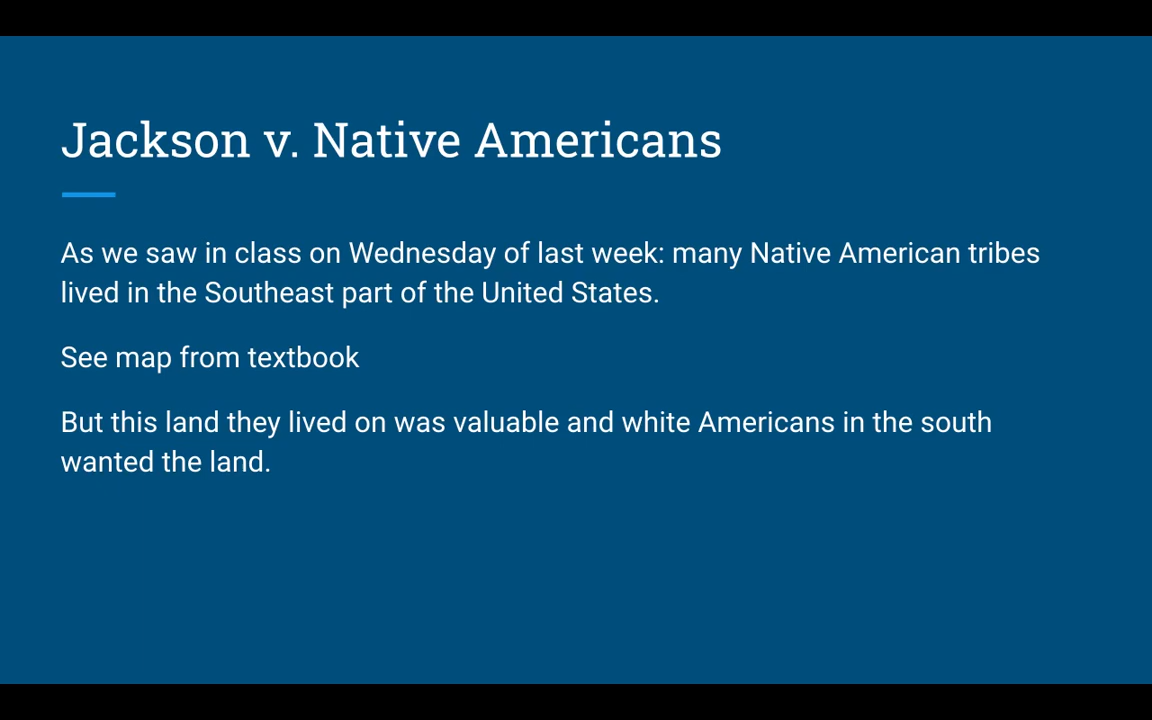 Jackson v. Native Americans
As we saw in class on Wednesday of last week: many Native American tribes
lived in the Southeast part of the United States.
See map from textbook
But this land they lived on was valuable and white Americans in the south
wanted the land.